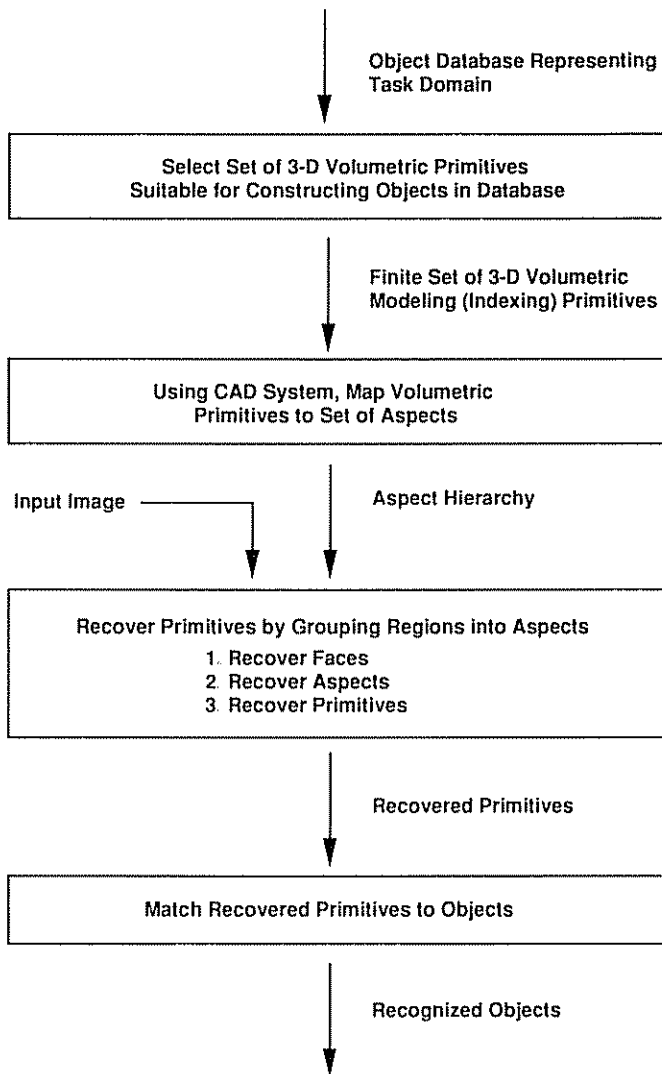 Object Database Representing
Task Domain
Select Set of 3-D Volumetric Primitives
Suitable for Constructing Objects in Database
Finite Set of 3-D Volumetric
Modeling (Indexing) Primitives
Using CAD System, Map Volumetric
Primitives to Set of Aspects
Input Image
Aspect Hierarchy
Recover Primitives by Grouping Regions into Aspects
1. Recover Faces
2. Recover Aspects
3. Recover Primitives
Recovered Primitives
Match Recovered Primitives to Objects
Recognized Objects